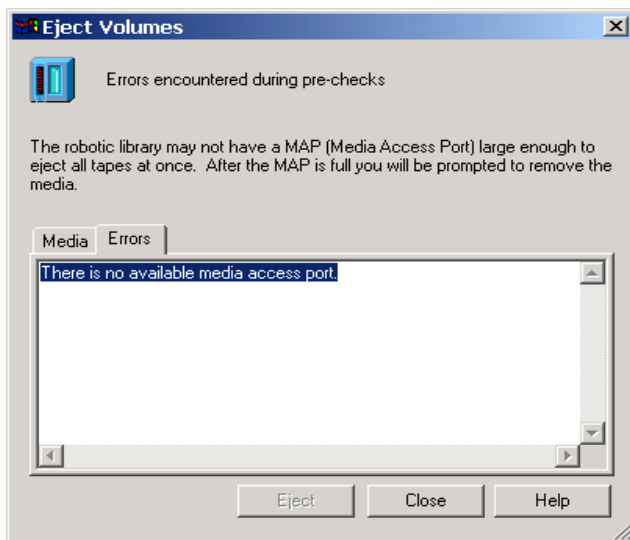 Eject Volumes
Errors encountered during pre-checks
The robotic library may not have a MAP (Media Access Port) large enough to
eject all tapes at once.  After the MAP is full you will be prompted to remove the
media.
Media
Errors
There is no available media access port.
Eject
Close
Help